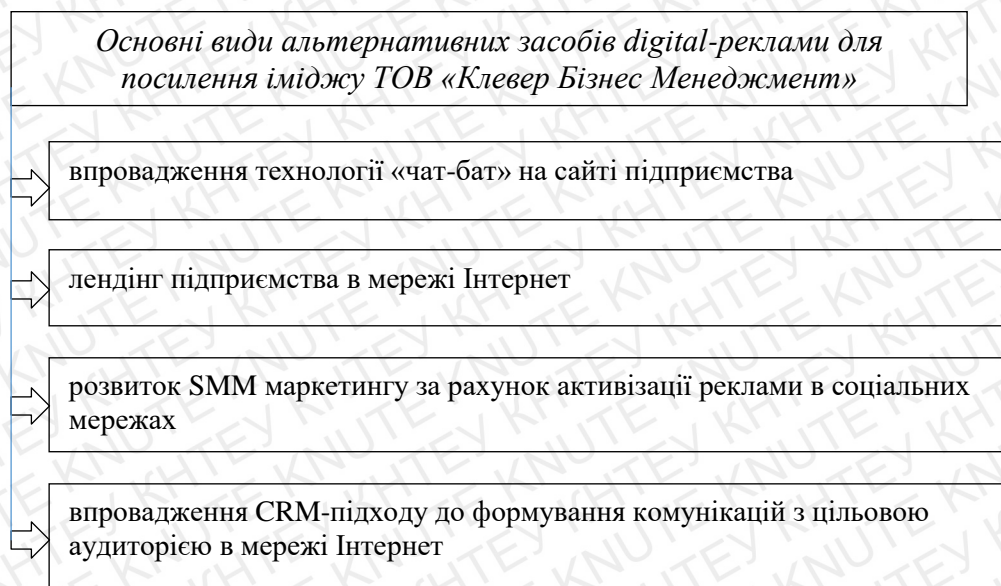 Основні види альтернативних засобів digital-реклами для
посилення іміджу ТОВ «Клевер Бізнес Менеджмент»
впровадження технології «чат-бат» на сайті підприємства
лендінг підприємства в мережі Інтернет
розвиток SMM маркетингу за рахунок активізації реклами в соціальних
мережах
впровадження CRM-підходу до формування комунікацій з цільовою
аудиторією в мережі Інтернет